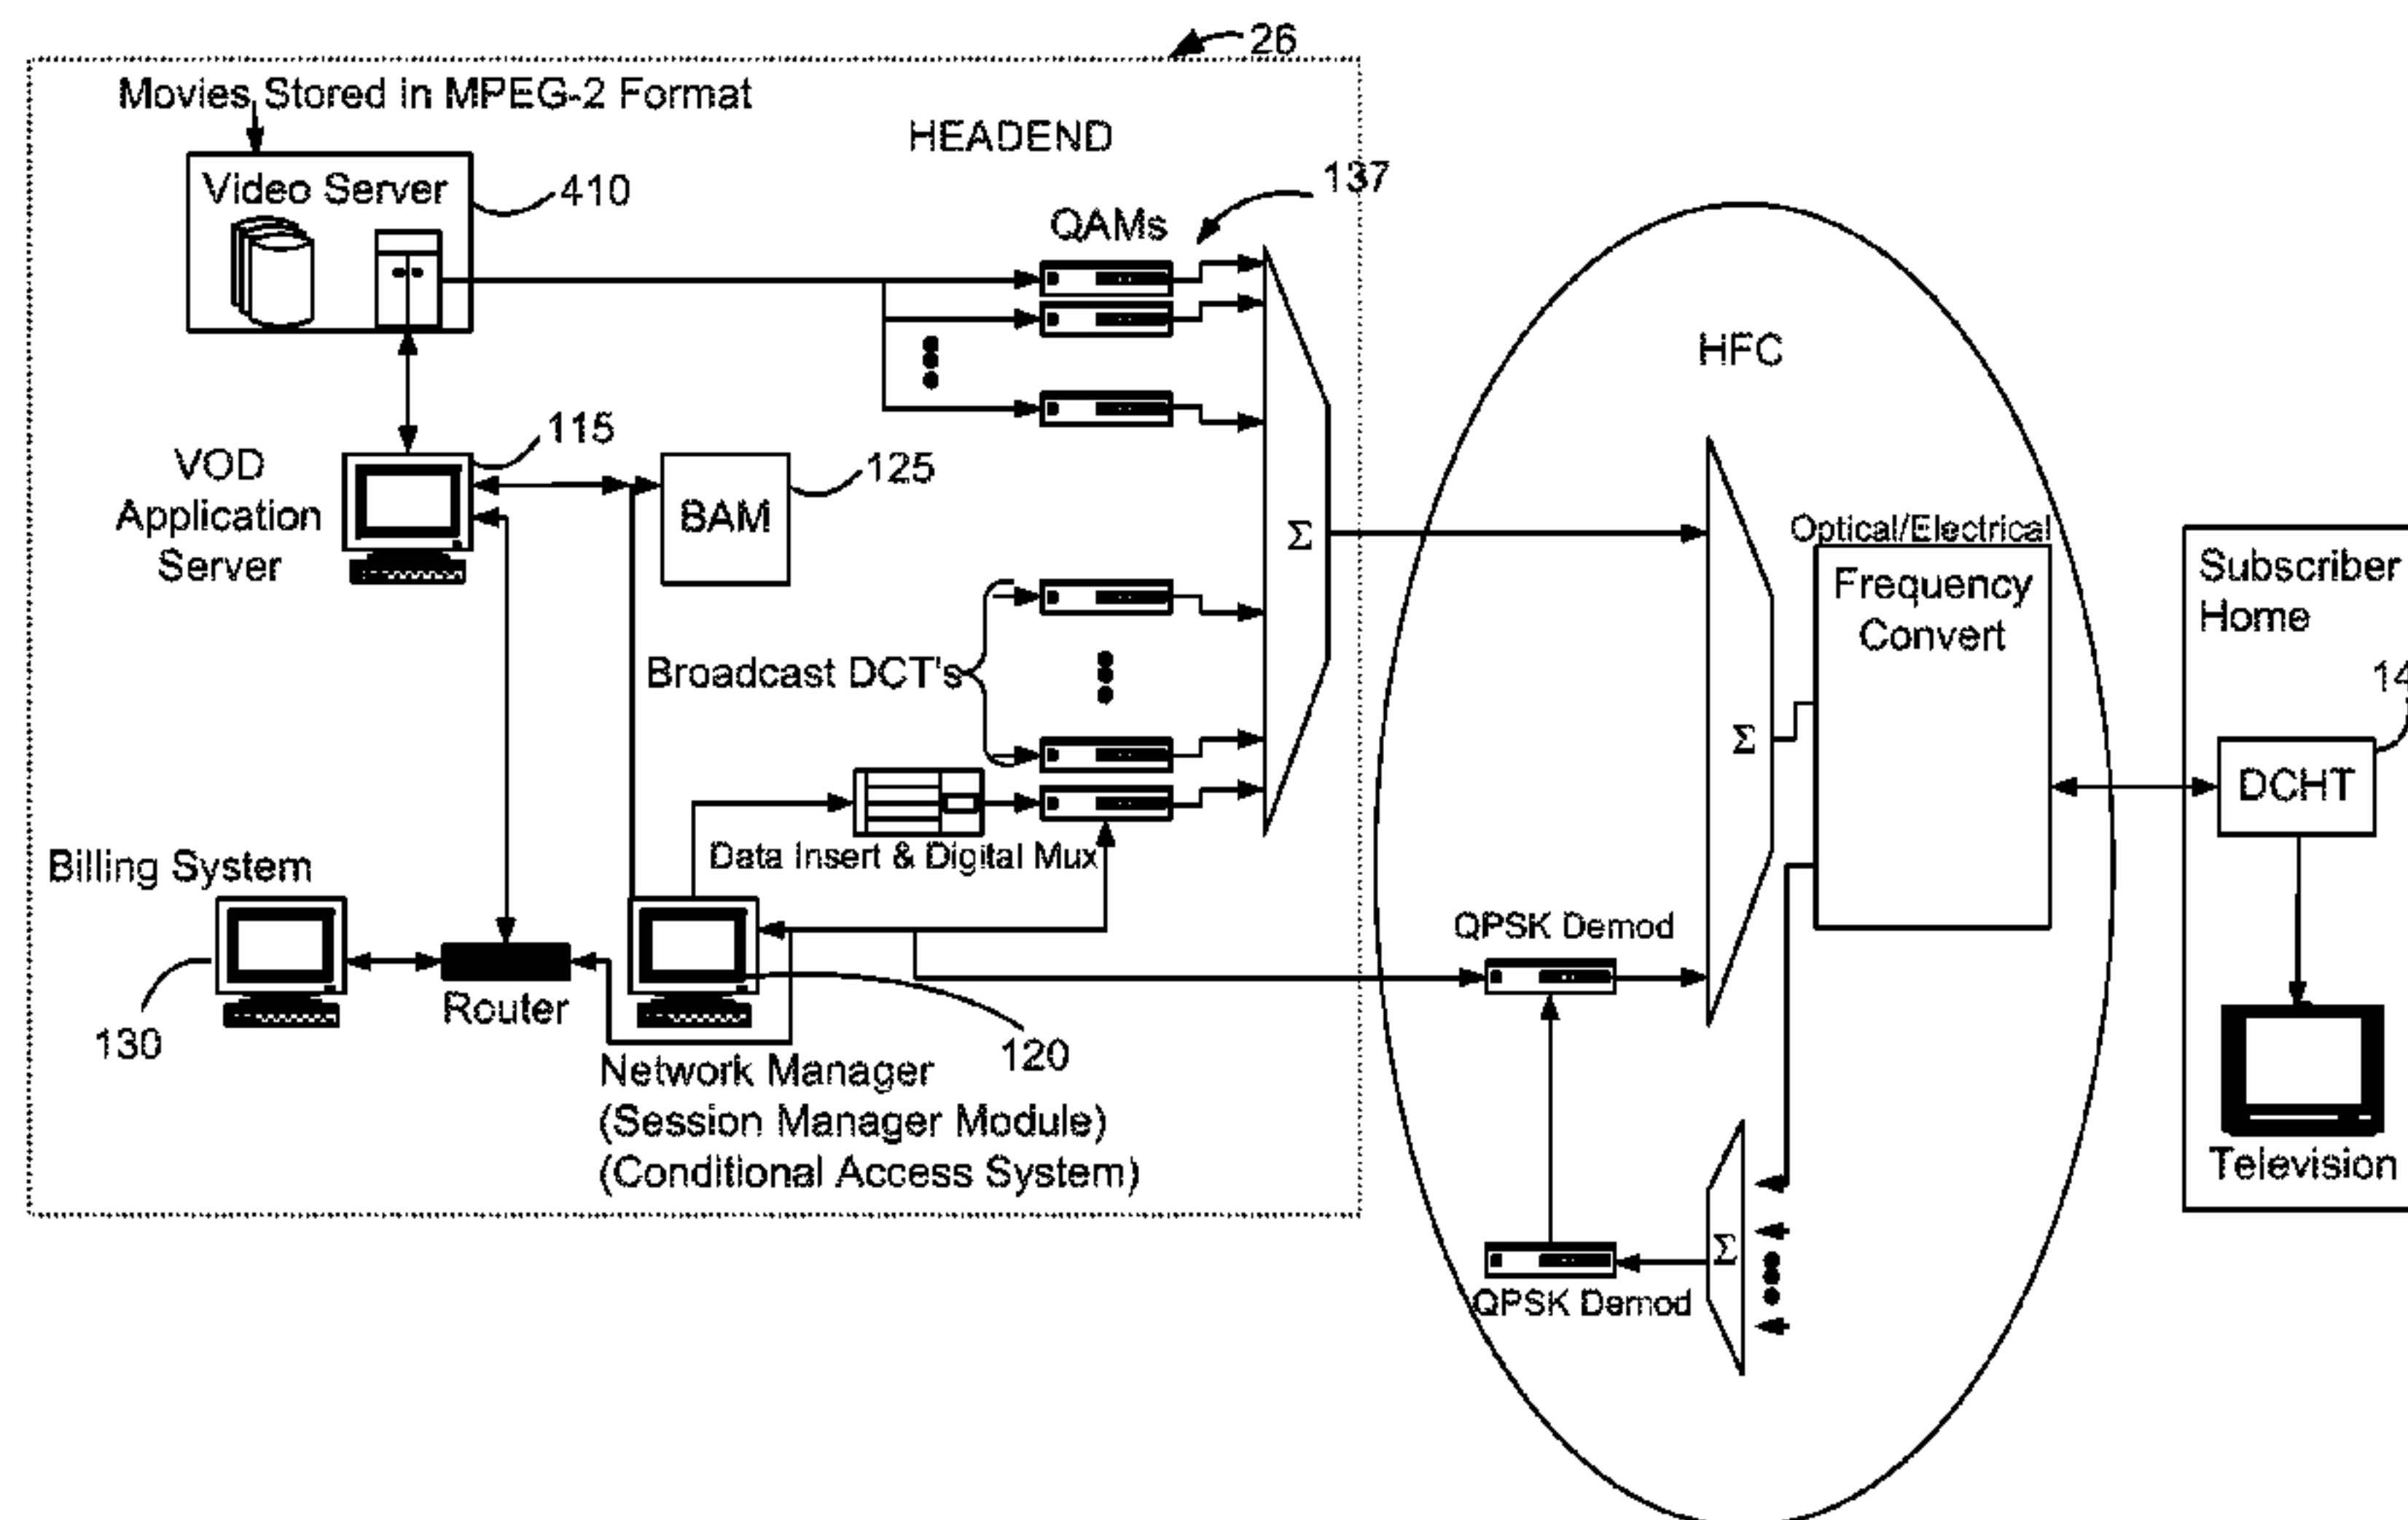 26
Movies Stored in MPEG-2 Format
HEADEND
137
Video Server
410
QAMs
HFC
115
VOD
Application
Server
125
BAM
Σ
Optical/Electrical
Frequency
Convert
Subscriber
Home
14
Broadcast DCT's
Σ
DCHT
Data Insert & Digital Mux
Billing System
QPSK Demod
Router
130
120
Network Manager
(Session Manager Module)
(Conditional Access System)
Television
Σ
QPSK Demod